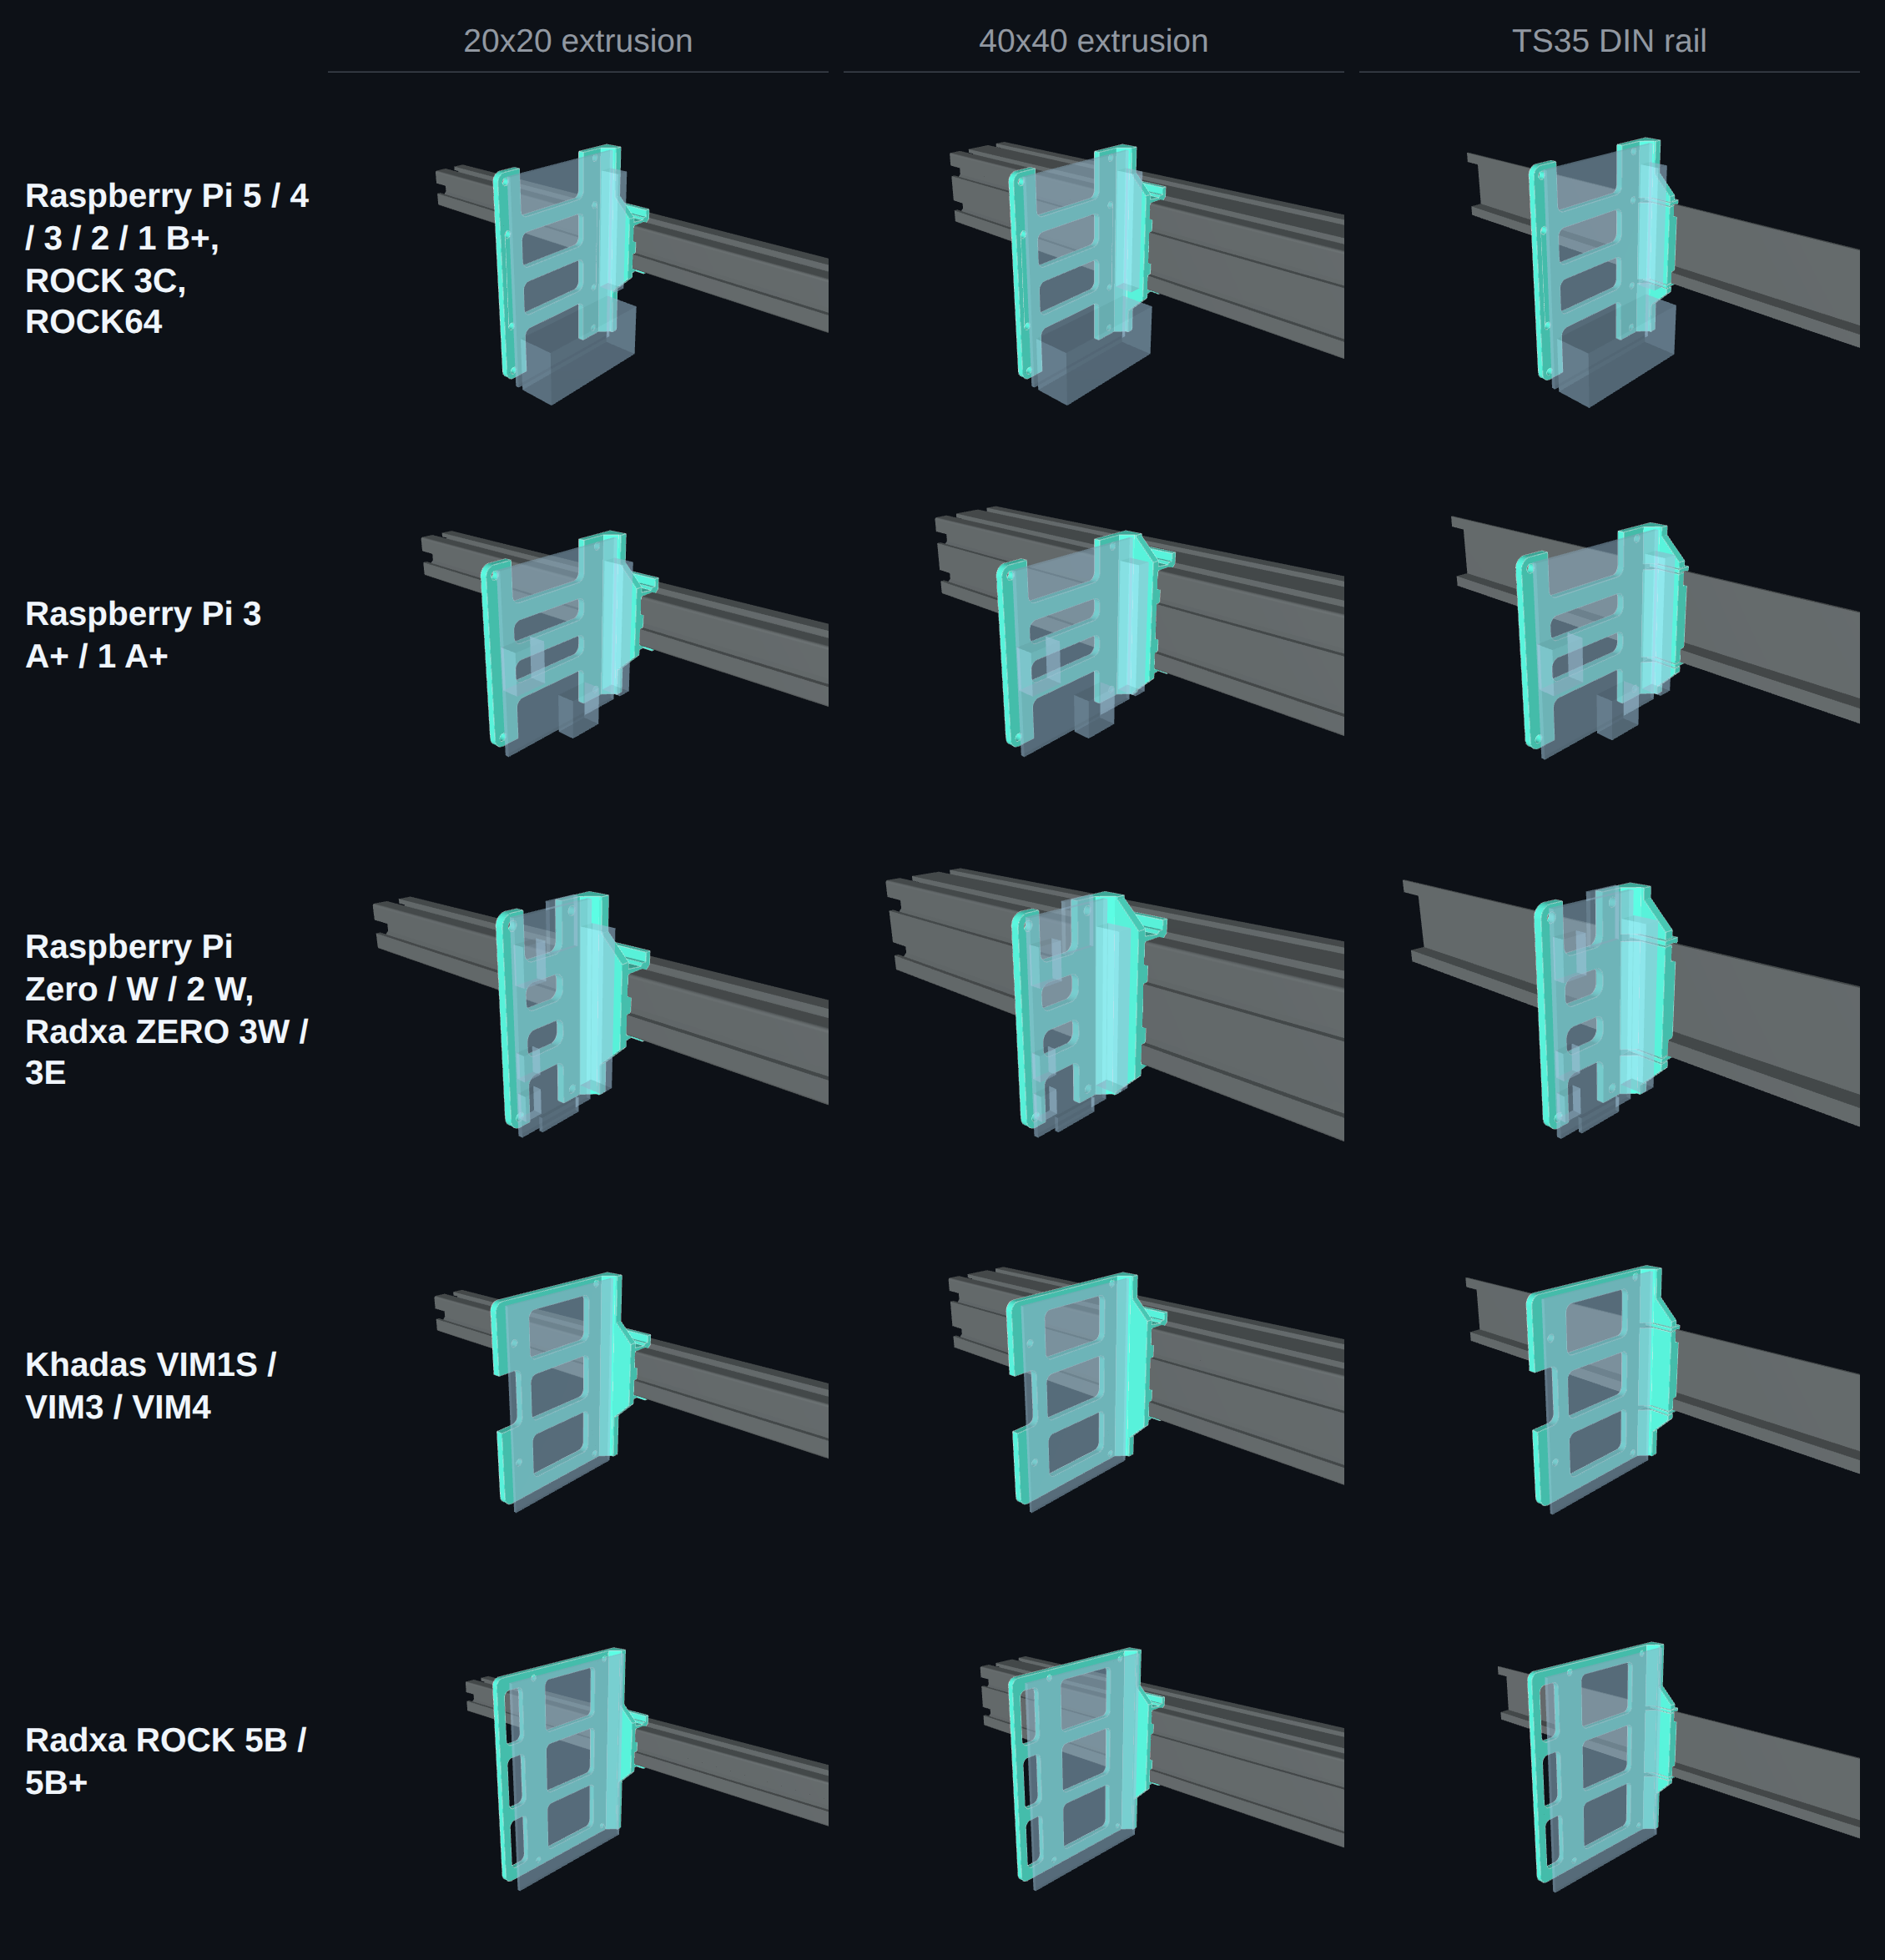 20x20 extrusion
40x40 extrusion
TS35 DIN rail
Raspberry Pi 5 / 4
/ 3 / 2 / 1 B+,
ROCK 3C,
ROCK64
Raspberry Pi 3
A+ / 1 A+
Raspberry Pi
Zero / W / 2 W,
Radxa ZERO 3W /
3E
Khadas VIM1S /
VIM3 / VIM4
Radxa ROCK 5B /
5B+